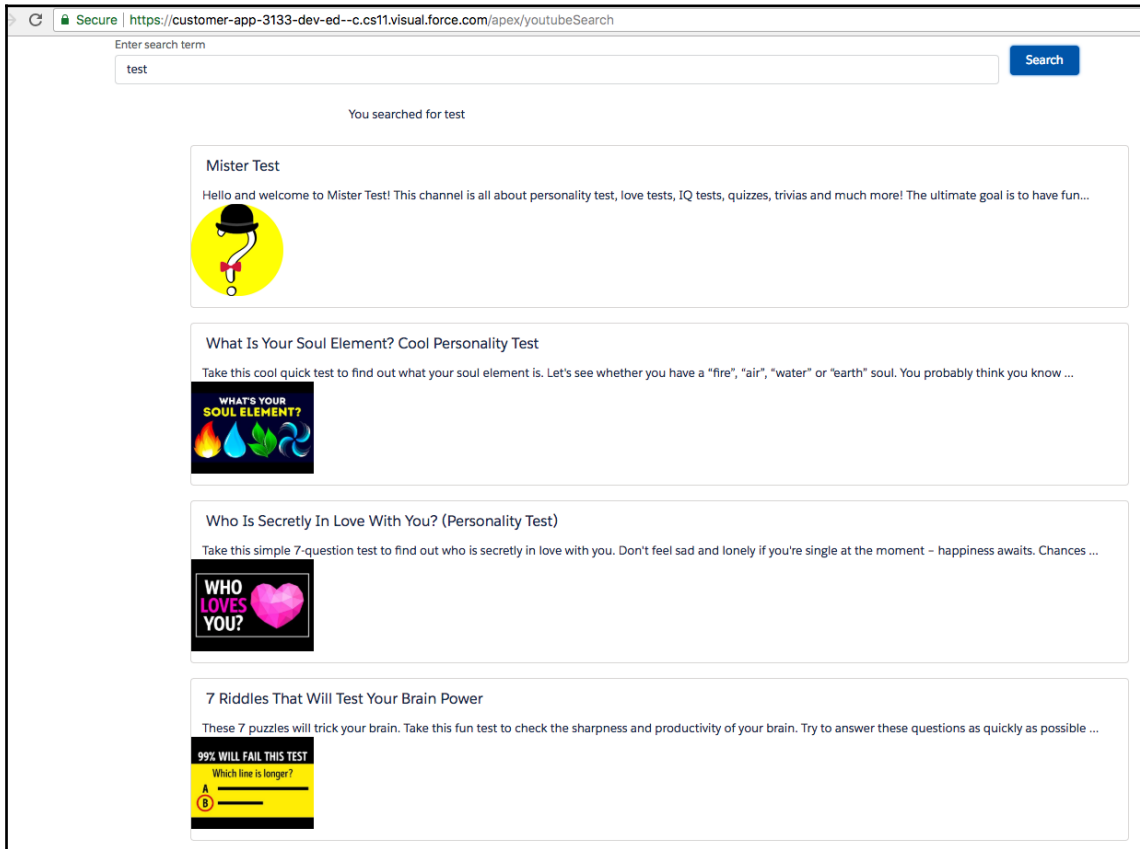 Secure | https://customer-app-3133-dev-ed--c.cs11.visual.force.com/apex/youtubeSearch
Enter search term
test
Search
You searched for test
Mister Test
Hello and welcome to Mister Test! This channel is all about personality test, love tests, IQ tests, quizzes, trivias and much more! The ultimate goal is to have fun...
?
What Is Your Soul Element? Cool Personality Test
Take this cool quick test to find out what your soul element is. Let's see whether you have a “fire”, “air”, “water” or “earth” soul. You probably think you know ...
WHAT'S YOUR
SOUL ELEMENT?
Who Is Secretly In Love With You? (Personality Test)
Take this simple 7-question test to find out who is secretly in love with you. Don't feel sad and lonely if you're single at the moment – happiness awaits. Chances ...
WHO
LOVES
YOU?
7 Riddles That Will Test Your Brain Power
These 7 puzzles will trick your brain. Take this fun test to check the sharpness and productivity of your brain. Try to answer these questions as quickly as possible ...
99% WILL FAIL THIS TEST
Which line is longer?
A
B